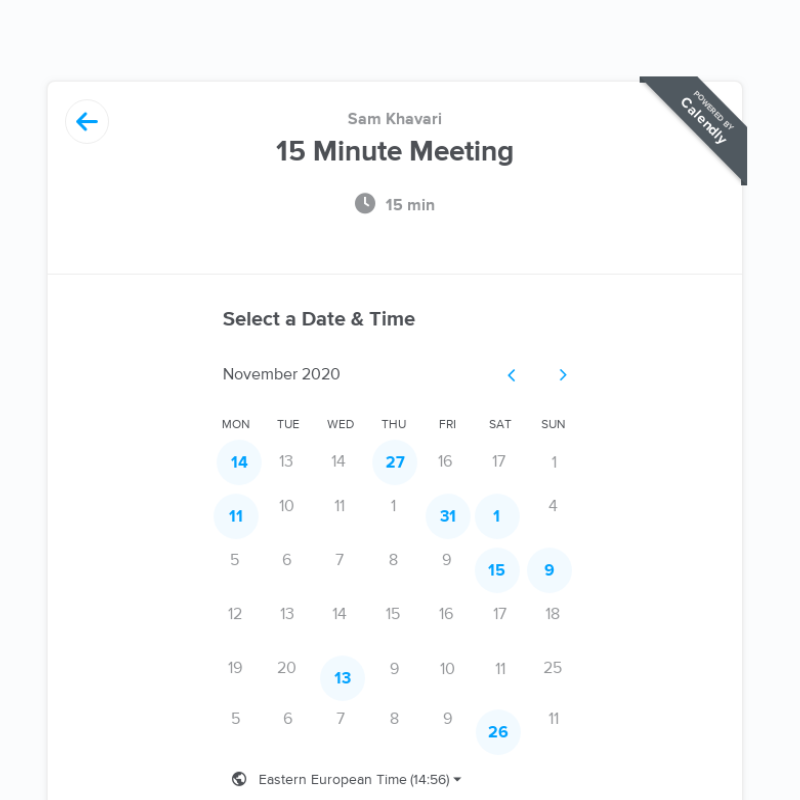 POWERED BY
Calendly
Sam Khavari
15 Minute Meeting
15 min
Select a Date & Time
November 2020
MON TUE WED THU FRI SAT SUN
14 13 14 27 16 17 1
11 10 11 1 31 1 4
5 6 7 8 9 15 9
12 13 14 15 16 17 18
19 20 13 9 10 11 25
5 6 7 8 9 26 11
Eastern European Time (14:56)